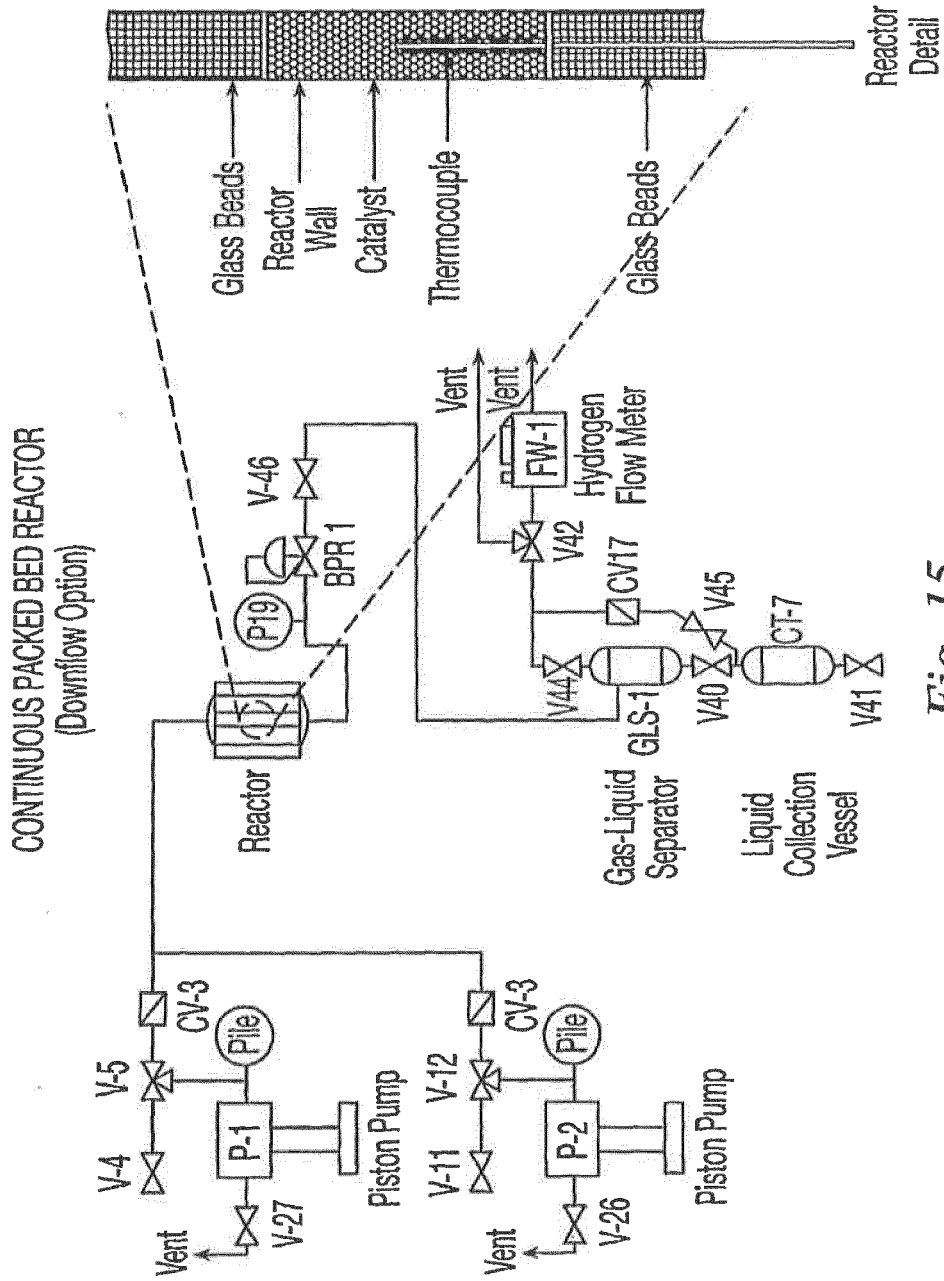 CONTINUOUS PACKED BED REACTOR
(Downflow Option)
V-4
V-5
CV-3
Vent
V-27
P-1
Pile
Piston Pump
V-11
V-12
CV-3
Vent
V-26
P-2
Pile
Piston Pump
Reactor
P19
BPR 1
V-46
V44
GLS-1
Gas-Liquid
Separator
V40
V41
CT-7
Liquid
Collection
Vessel
CV17
V45
V42
FW-1
Hydrogen
Flow Meter
Vent
Vent
Glass Beads
Reactor
Wall
Catalyst
Thermocouple
Glass Beads
Reactor
Detail